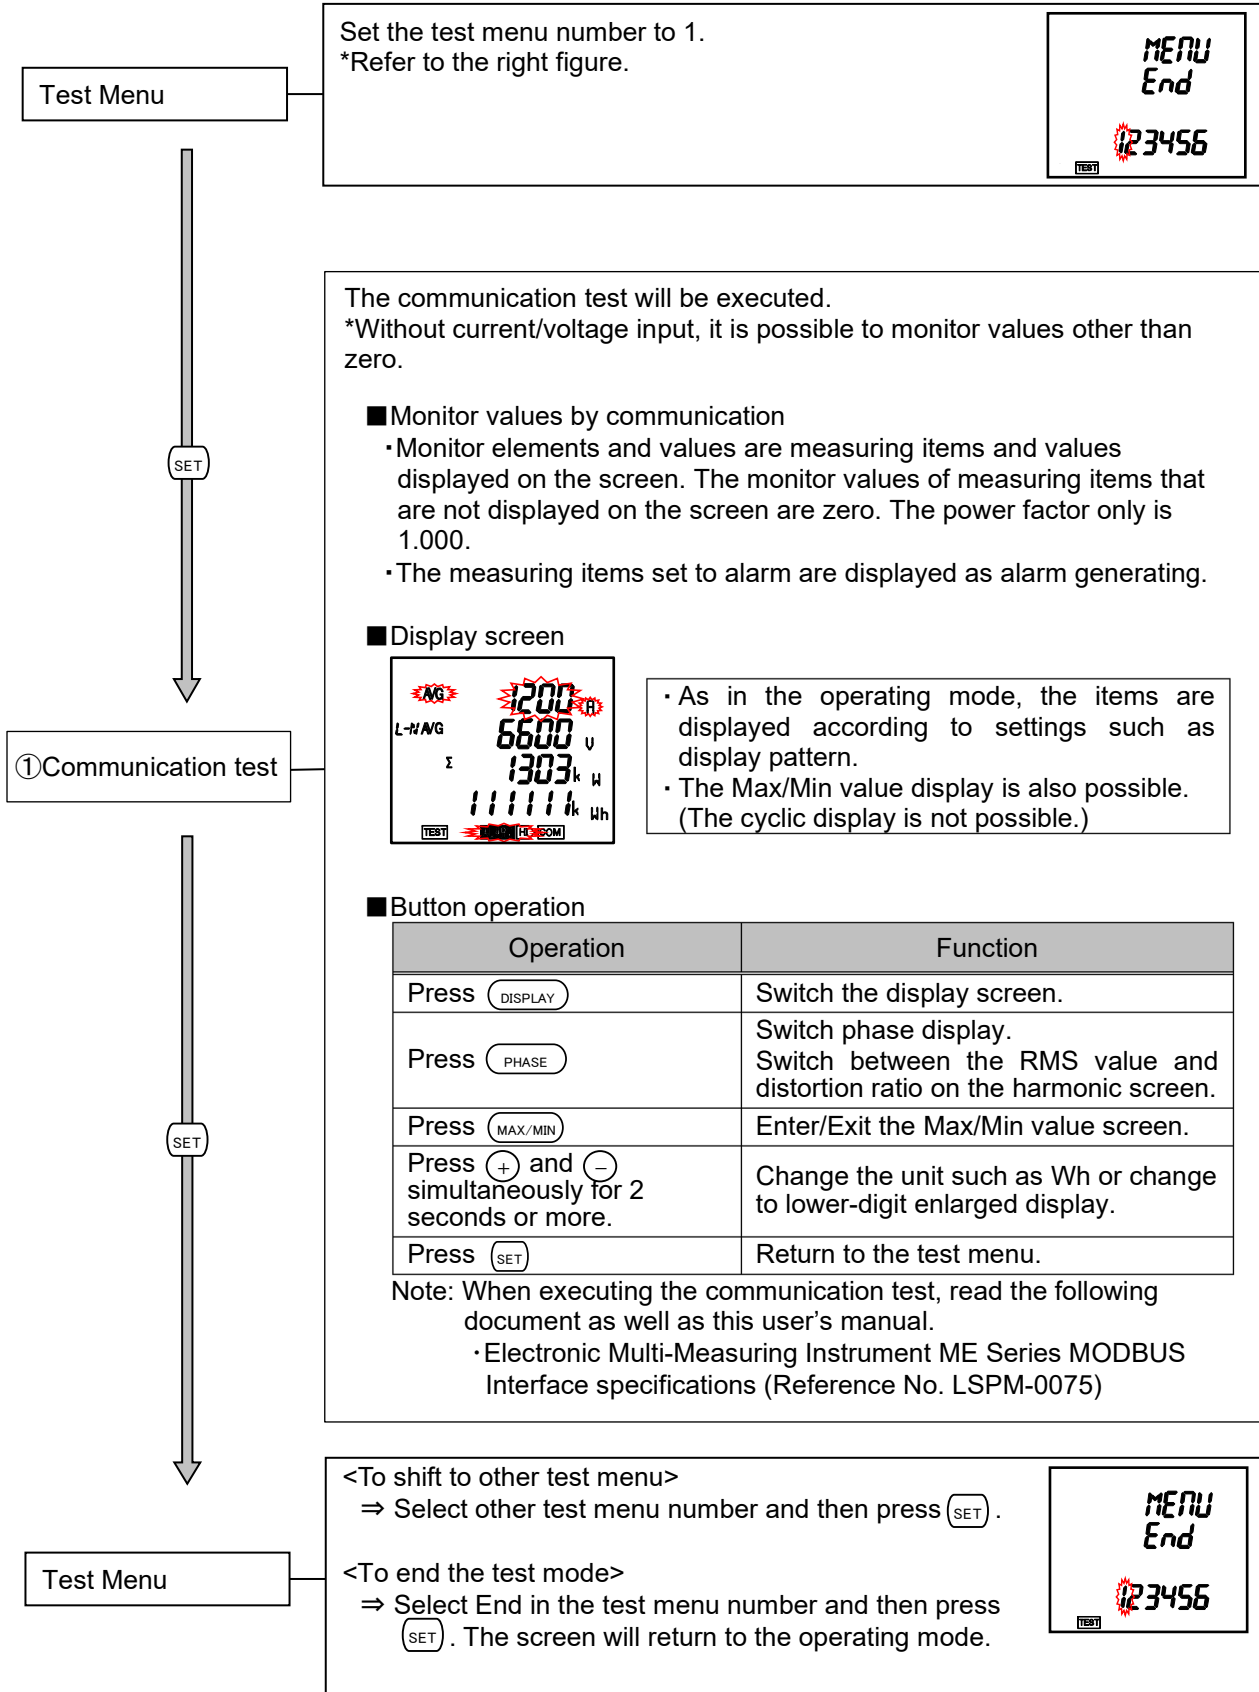 Set the test menu number to 1.
*Refer to the right figure.
MENU
End
123456
TEST
Test Menu
SET
The communication test will be executed.
*Without current/voltage input, it is possible to monitor values other than
zero.
■Monitor values by communication
・Monitor elements and values are measuring items and values
displayed on the screen. The monitor values of measuring items that
are not displayed on the screen are zero. The power factor only is
1.000.
・The measuring items set to alarm are displayed as alarm generating.
■Display screen
AVG 1200 A
L-N AVG 6600 V
Σ 1303 k W
111111 k Wh
TEST HI COM
・As in the operating mode, the items are
displayed according to settings such as
display pattern.
・The Max/Min value display is also possible.
(The cyclic display is not possible.)
①Communication test
■Button operation
Operation Function
Press DISPLAY Switch the display screen.
Press PHASE Switch phase display.
Switch between the RMS value and
distortion ratio on the harmonic screen.
Press MAX/MIN Enter/Exit the Max/Min value screen.
Press + and −
simultaneously for 2
seconds or more.
Change the unit such as Wh or change
to lower-digit enlarged display.
Press SET Return to the test menu.
SET
Note: When executing the communication test, read the following
document as well as this user’s manual.
・Electronic Multi-Measuring Instrument ME Series MODBUS
Interface specifications (Reference No. LSPM-0075)
<To shift to other test menu>
⇒ Select other test menu number and then press SET .
Test Menu
<To end the test mode>
⇒ Select End in the test menu number and then press
SET . The screen will return to the operating mode.
MENU
End
123456
TEST